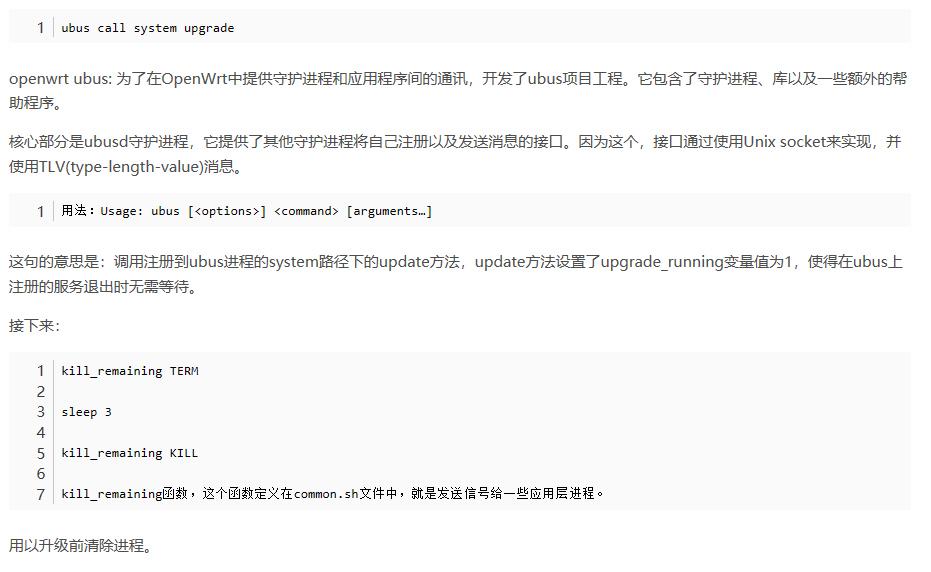 1 ubus call system upgrade
openwrt ubus: 为了在OpenWrt中提供守护进程和应用程序间的通讯，开发了ubus项目工程。它包含了守护进程、库以及一些额外的帮
助程序。
核心部分是ubusd守护进程，它提供了其他守护进程将自己注册以及发送消息的接口。因为这个，接口通过使用Unix socket来实现，并
使用TLV(type-length-value)消息。
1 用法：Usage: ubus [<options>] <command> [arguments…]
这句的意思是：调用注册到ubus进程的system路径下的update方法，update方法设置了upgrade_running变量值为1，使得在ubus上
注册的服务退出时无需等待。
接下来：
1 kill_remaining TERM
2
3 sleep 3
4
5 kill_remaining KILL
6
7 kill_remaining函数，这个函数定义在common.sh文件中，就是发送信号给一些应用层进程。
用以升级前清除进程。